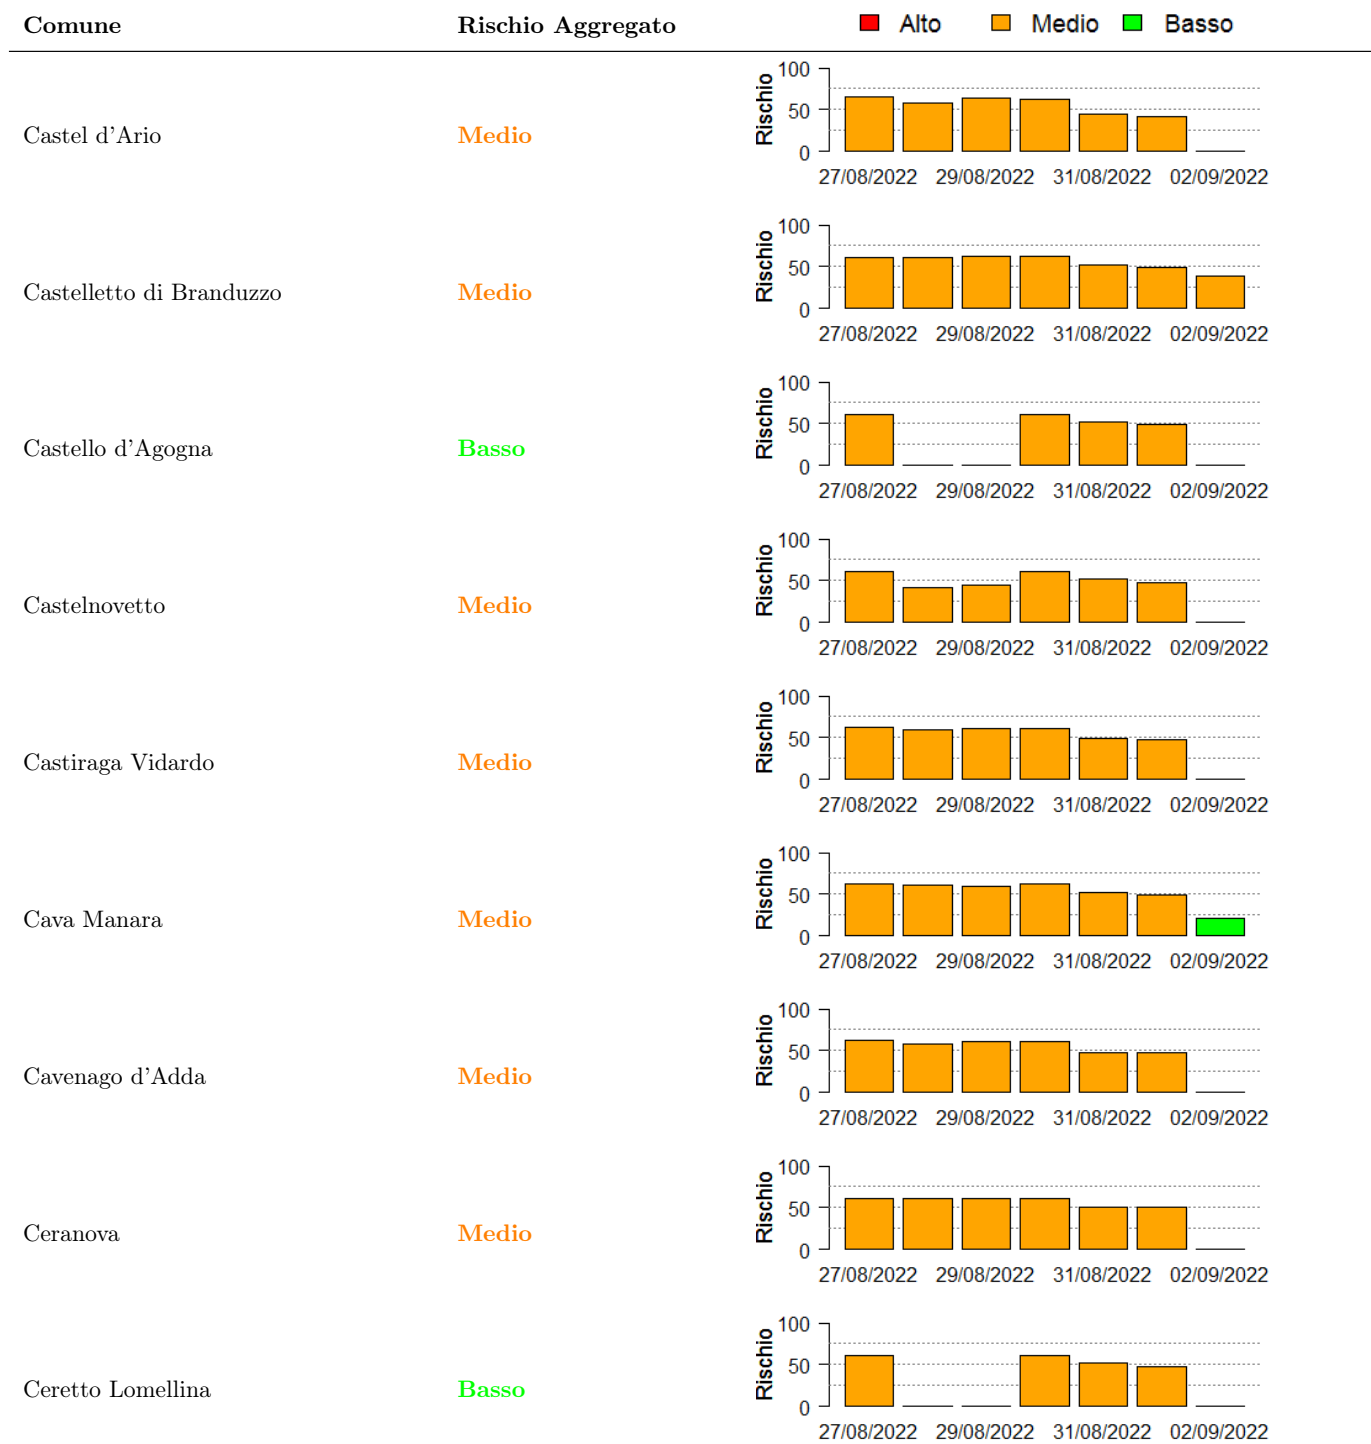 Comune Rischio Aggregato Alto Medio Basso
100
50
0
Rischio
Castel d'Ario Medio
27/08/2022 29/08/2022 31/08/2022 02/09/2022
100
50
0
Rischio
Castelletto di Branduzzo Medio
27/08/2022 29/08/2022 31/08/2022 02/09/2022
100
50
0
Rischio
Castello d'Agogna Basso
27/08/2022 29/08/2022 31/08/2022 02/09/2022
100
50
0
Rischio
Castelnovetto Medio
27/08/2022 29/08/2022 31/08/2022 02/09/2022
100
50
0
Rischio
Castiraga Vidardo Medio
27/08/2022 29/08/2022 31/08/2022 02/09/2022
100
50
0
Rischio
Cava Manara Medio
27/08/2022 29/08/2022 31/08/2022 02/09/2022
100
50
0
Rischio
Cavenago d'Adda Medio
27/08/2022 29/08/2022 31/08/2022 02/09/2022
100
50
0
Rischio
Ceranova Medio
27/08/2022 29/08/2022 31/08/2022 02/09/2022
100
50
0
Rischio
Ceretto Lomellina Basso
27/08/2022 29/08/2022 31/08/2022 02/09/2022